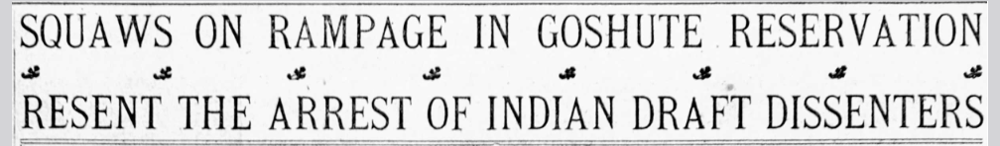 SQUAWS ON RAMPAGE IN GOSHUTE RESERVATION
RESENT THE ARREST OF INDIAN DRAFT DISSENTERS